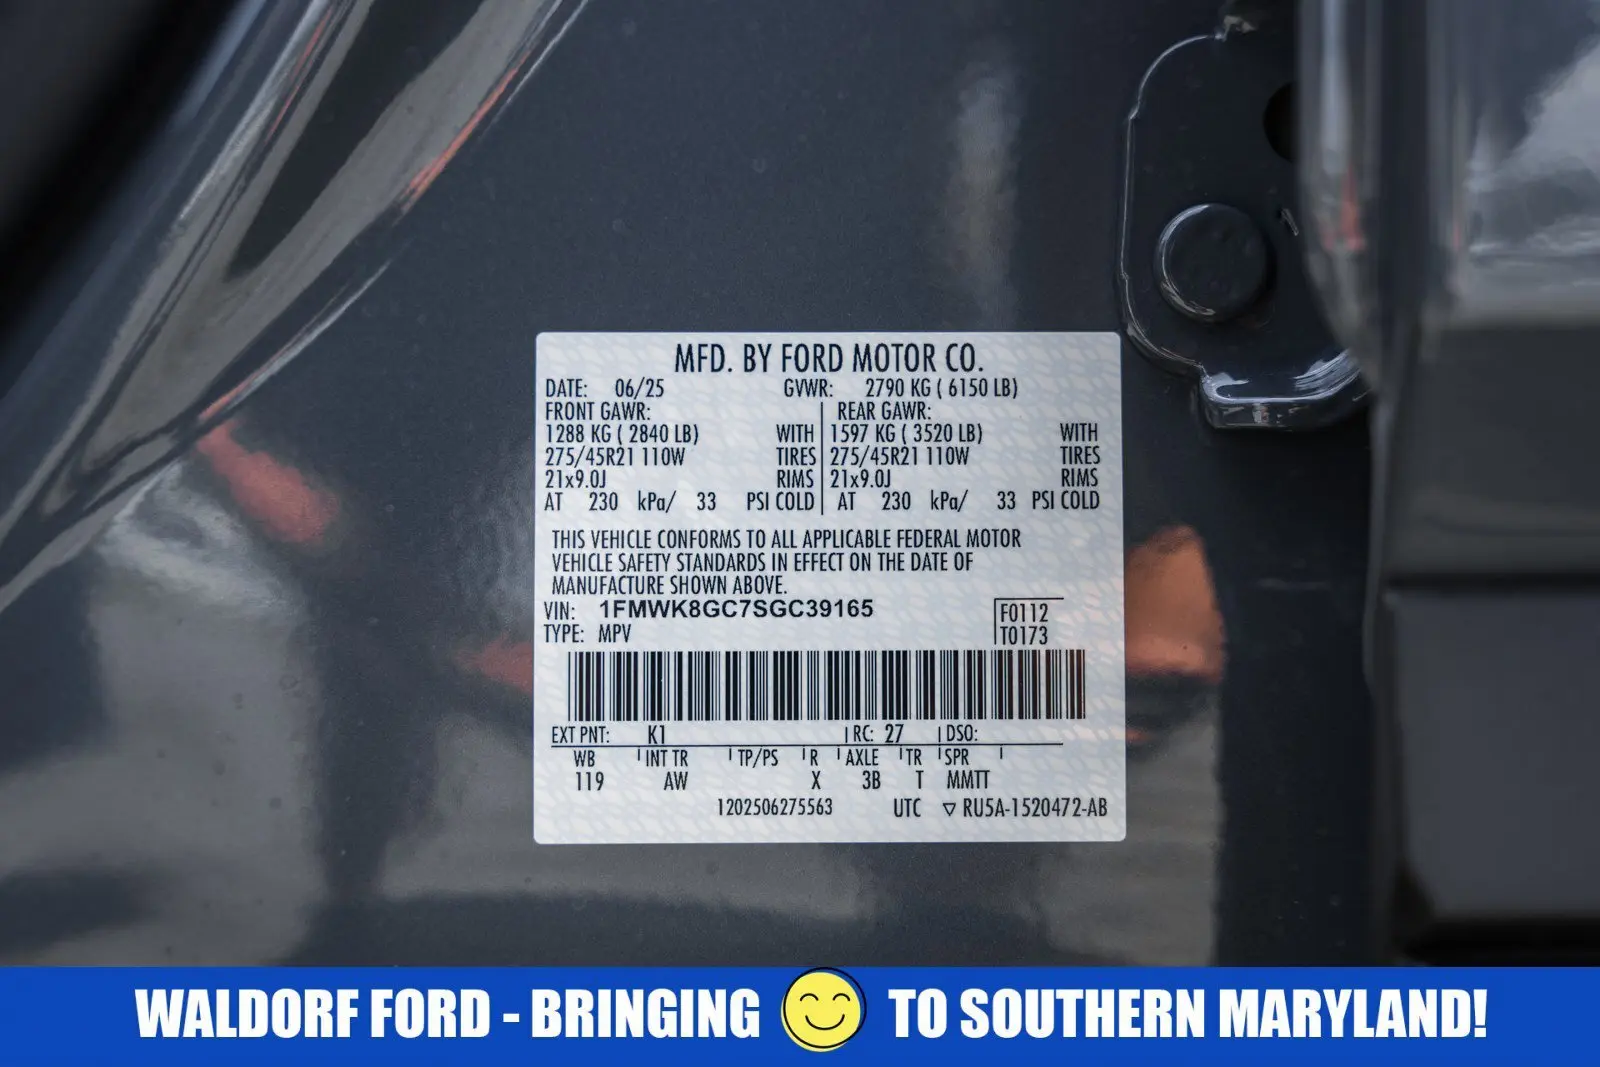 MFD. BY FORD MOTOR CO.
DATE: 06/25 GVWR: 2790 KG ( 6150 LB)
FRONT GAWR: REAR GAWR:
1288 KG ( 2840 LB) WITH 1597 KG ( 3520 LB) WITH
275/45R21 110W TIRES 275/45R21 110W TIRES
21x9.0J RIMS 21x9.0J RIMS
AT 230 kPa/ 33 PSI COLD AT 230 kPa/ 33 PSI COLD
THIS VEHICLE CONFORMS TO ALL APPLICABLE FEDERAL MOTOR
VEHICLE SAFETY STANDARDS IN EFFECT ON THE DATE OF
MANUFACTURE SHOWN ABOVE.
VIN: 1FMWK8GC7SGC39165 F0112
TYPE: MPV T0173
EXT PNT: K1 RC: 27 DSO:
WB INT TR TP/PS R AXLE TR SPR
119 AW X 3B T MMTT
1202506275563 UTC ▽ RU5A-1520472-AB
WALDORF FORD - BRINGING TO SOUTHERN MARYLAND!